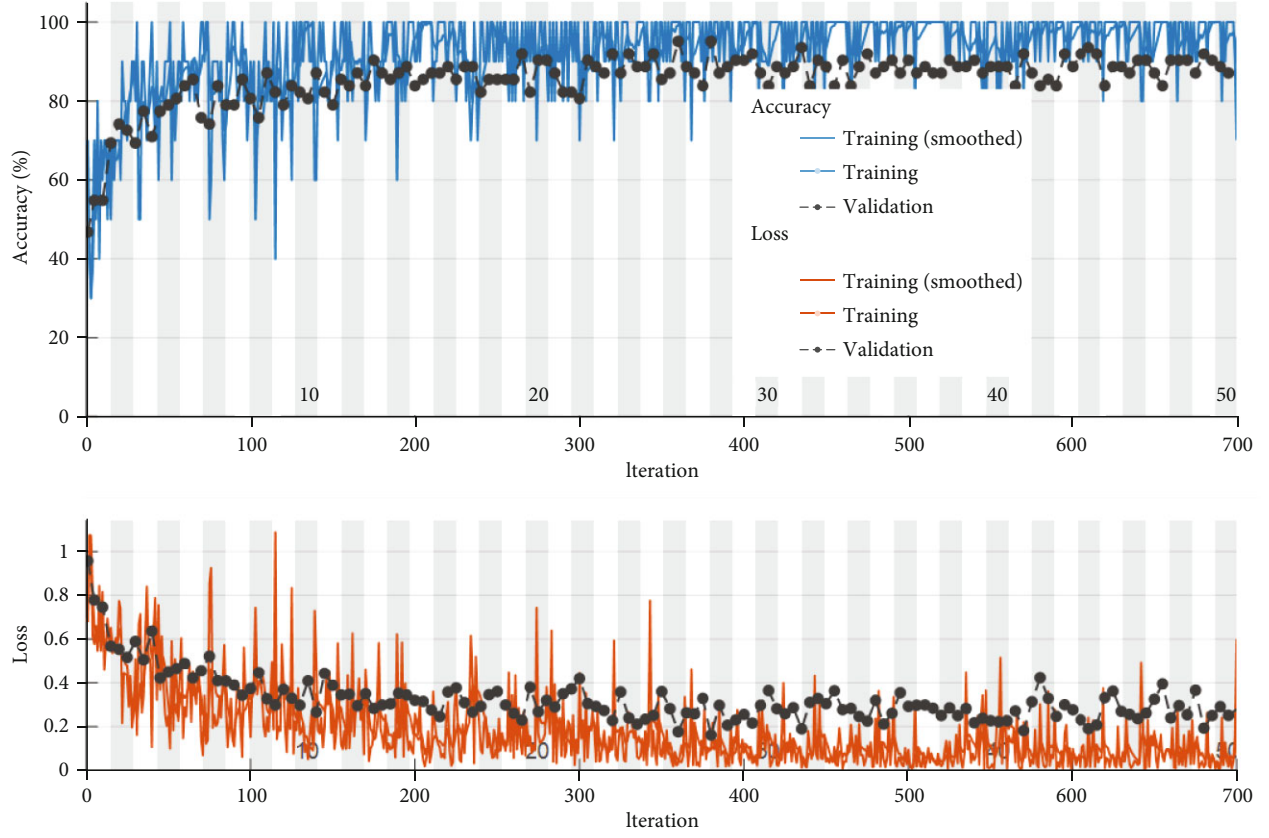 100
80
60
40
20
0
Accuracy (%)
Accuracy
Training (smoothed)
Training
Validation
Loss
Training (smoothed)
Training
Validation
10 20 30 40 50
0 100 200 300 400 500 600 700
Iteration
1
0.8
0.6
0.4
0.2
0
Loss
10 20 30 40 50
0 100 200 300 400 500 600 700
Iteration